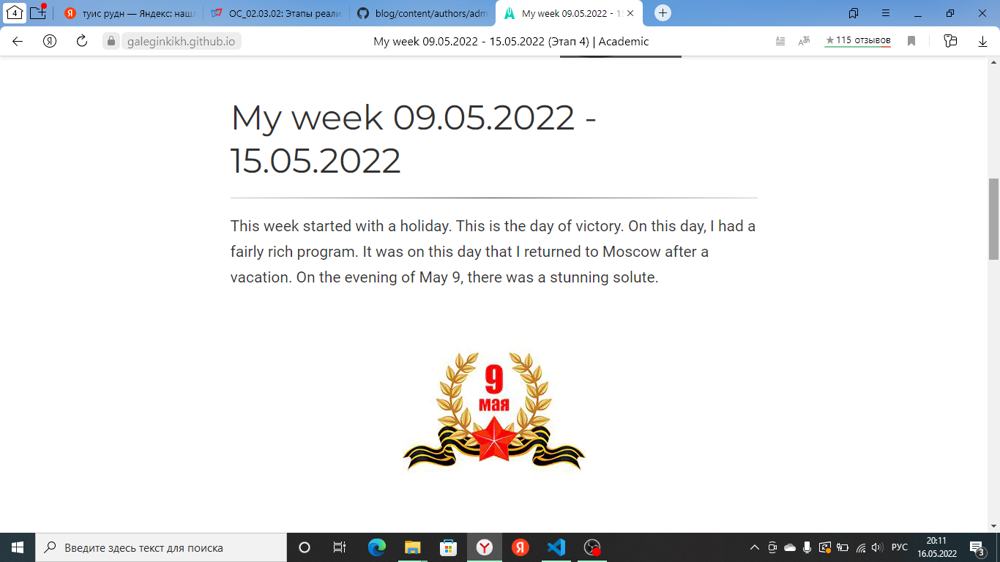 4
туис рудн — Яндекс: наш
ОС_02.03.02: Этапы реали
blog/content/authors/adm
My week 09.05.2022 - 15
galeginkikh.github.io
My week 09.05.2022 - 15.05.2022 (Этап 4) | Academic
115 отзывов
My week 09.05.2022 -
15.05.2022
This week started with a holiday. This is the day of victory. On this day, I had a
fairly rich program. It was on this day that I returned to Moscow after a
vacation. On the evening of May 9, there was a stunning solute.
9
мая
Введите здесь текст для поиска
РУС
20:11
16.05.2022
3